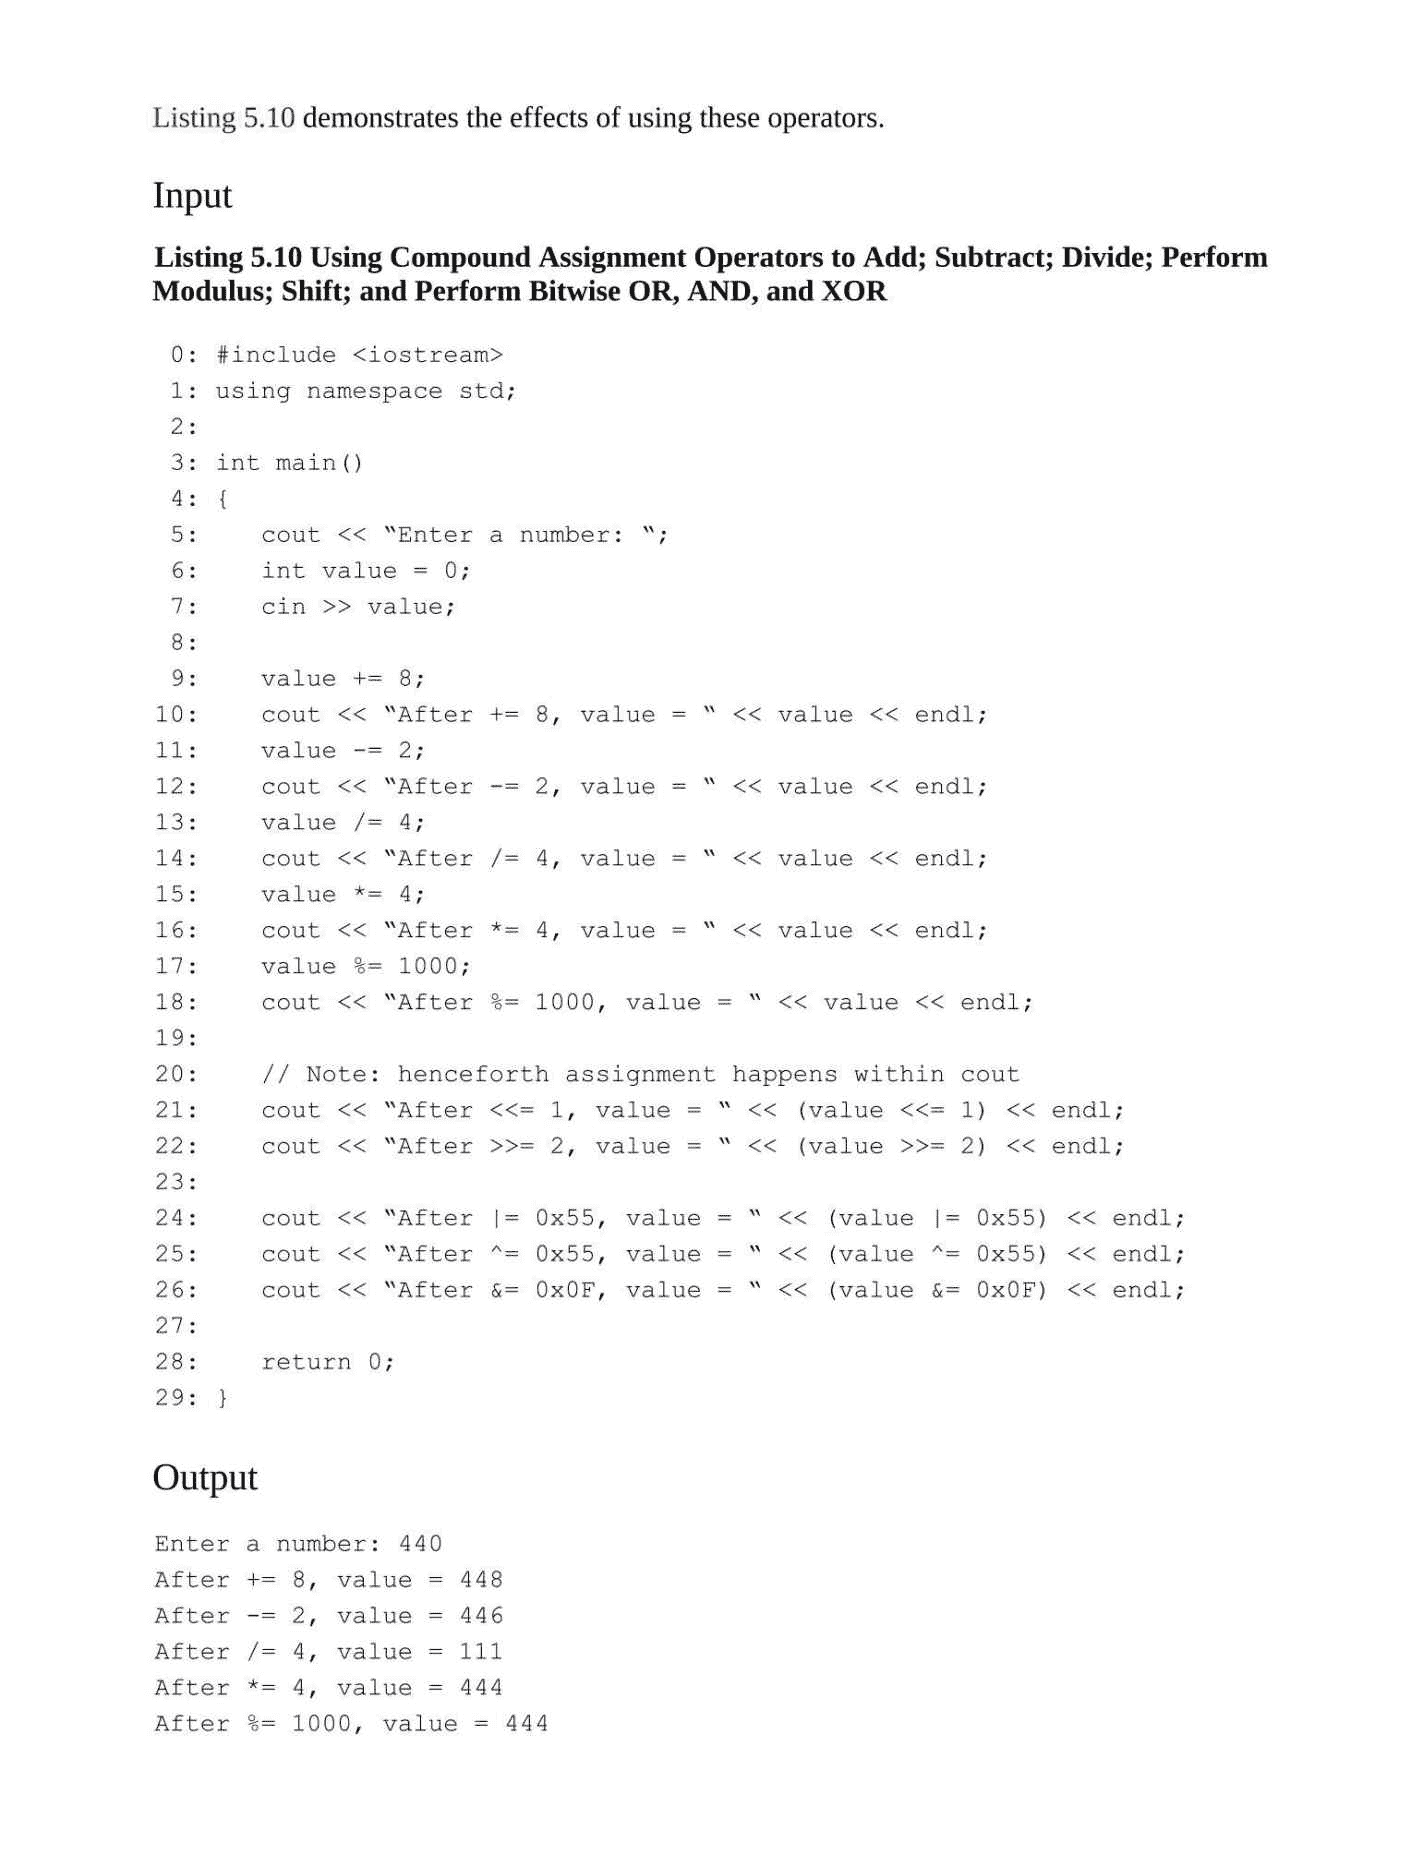 Listing 5.10 demonstrates the effects of using these operators.
Input
Listing 5.10 Using Compound Assignment Operators to Add; Subtract; Divide; Perform
Modulus; Shift; and Perform Bitwise OR, AND, and XOR
0: #include <iostream>
1: using namespace std;
2:
3: int main()
4: {
5:    cout << “Enter a number: “;
6:    int value = 0;
7:    cin >> value;
8:
9:    value += 8;
10:    cout << “After += 8, value = “ << value << endl;
11:    value -= 2;
12:    cout << “After -= 2, value = “ << value << endl;
13:    value /= 4;
14:    cout << “After /= 4, value = “ << value << endl;
15:    value *= 4;
16:    cout << “After *= 4, value = “ << value << endl;
17:    value %= 1000;
18:    cout << “After %= 1000, value = “ << value << endl;
19:
20:    // Note: henceforth assignment happens within cout
21:    cout << “After <<= 1, value = “ << (value <<= 1) << endl;
22:    cout << “After >>= 2, value = “ << (value >>= 2) << endl;
23:
24:    cout << “After |= 0x55, value = “ << (value |= 0x55) << endl;
25:    cout << “After ^= 0x55, value = “ << (value ^= 0x55) << endl;
26:    cout << “After &= 0x0F, value = “ << (value &= 0x0F) << endl;
27:
28:    return 0;
29: }
Output
Enter a number: 440
After += 8, value = 448
After -= 2, value = 446
After /= 4, value = 111
After *= 4, value = 444
After %= 1000, value = 444